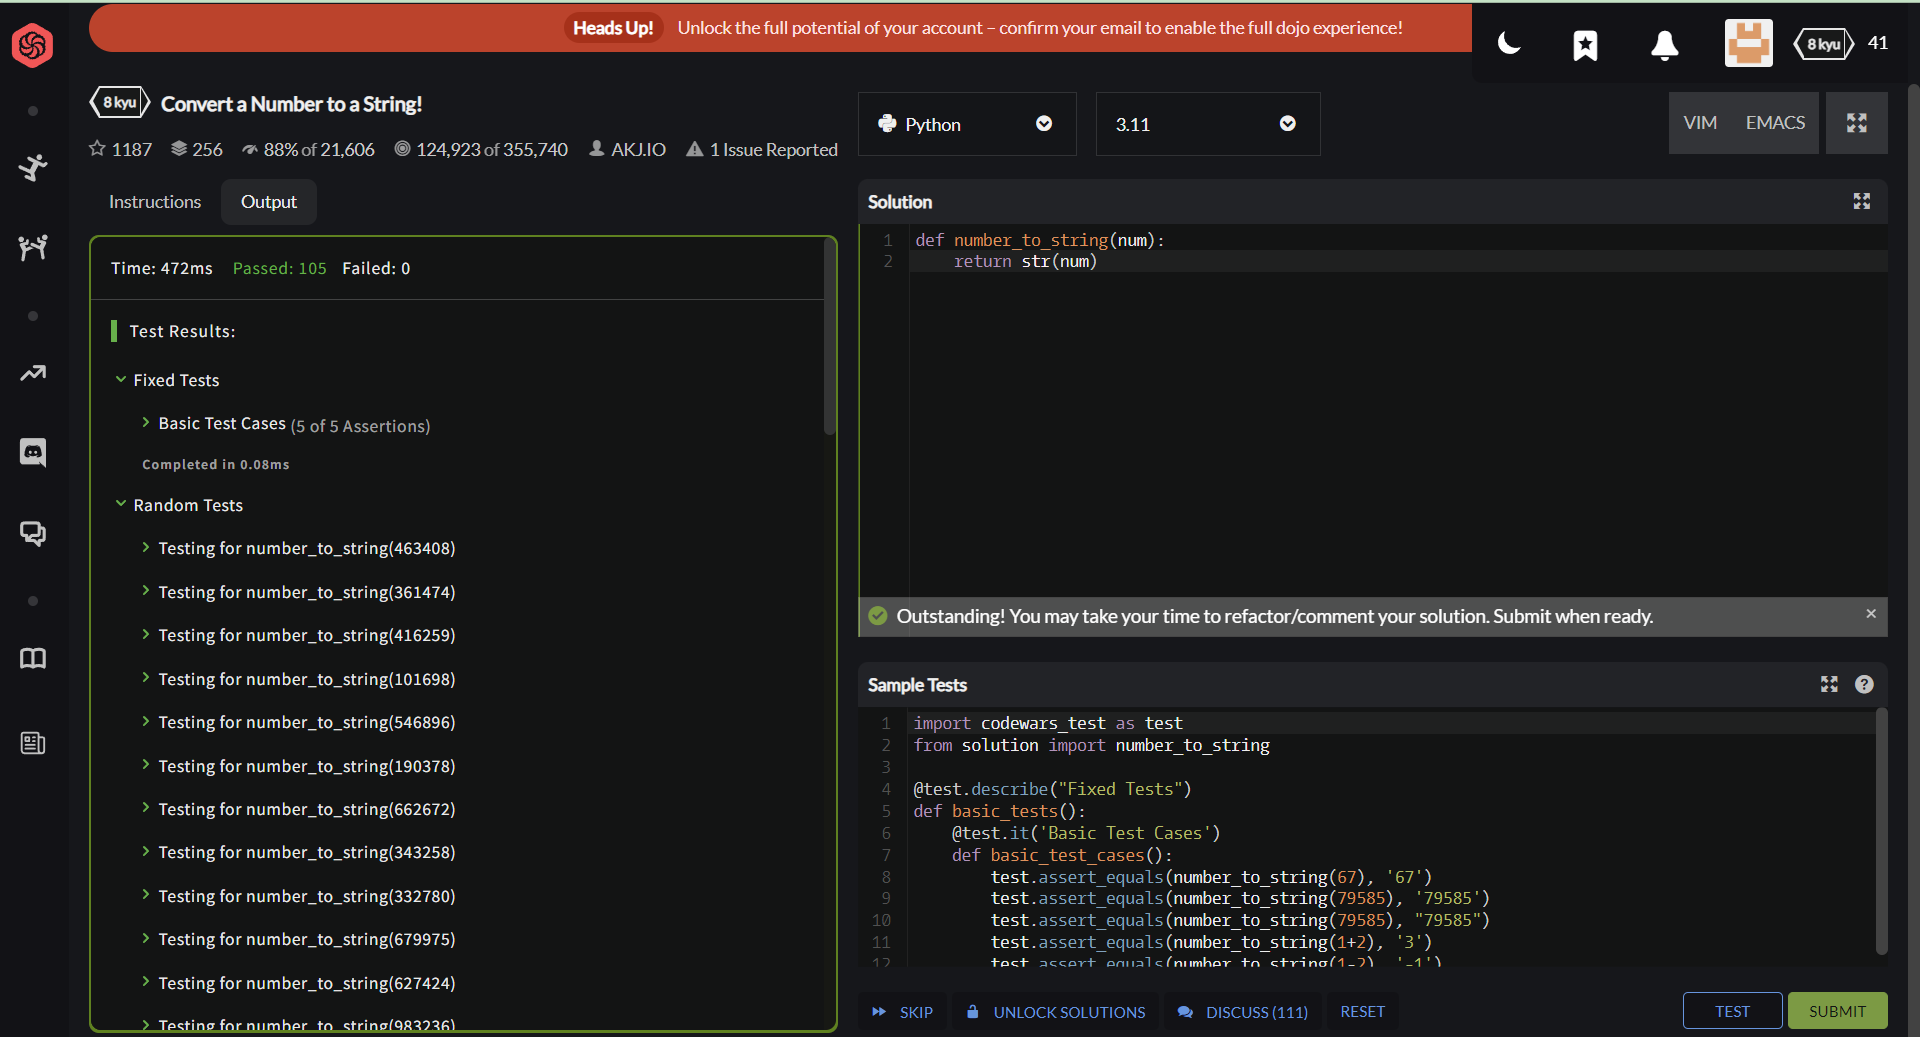 Heads Up! Unlock the full potential of your account – confirm your email to enable the full dojo experience!
8 kyu 41
8 kyu Convert a Number to a String!
1187 256 88% of 21,606 124,923 of 355,740 AKJ.IO 1 Issue Reported
Python 3.11 VIM EMACS
Instructions Output
Time: 472ms Passed: 105 Failed: 0
Test Results:
Fixed Tests
Basic Test Cases (5 of 5 Assertions)
Completed in 0.08ms
Random Tests
Testing for number_to_string(463408)
Testing for number_to_string(361474)
Testing for number_to_string(416259)
Testing for number_to_string(101698)
Testing for number_to_string(546896)
Testing for number_to_string(190378)
Testing for number_to_string(662672)
Testing for number_to_string(343258)
Testing for number_to_string(332780)
Testing for number_to_string(679975)
Testing for number_to_string(627424)
Testing for number_to_string(983236)
Solution
1 def number_to_string(num):
2     return str(num)
Outstanding! You may take your time to refactor/comment your solution. Submit when ready.
Sample Tests
1 import codewars_test as test
2 from solution import number_to_string
3
4 @test.describe("Fixed Tests")
5 def basic_tests():
6     @test.it('Basic Test Cases')
7     def basic_test_cases():
8         test.assert_equals(number_to_string(67), '67')
9         test.assert_equals(number_to_string(79585), '79585')
10         test.assert_equals(number_to_string(79585), "79585")
11         test.assert_equals(number_to_string(1+2), '3')
12         test.assert_equals(number_to_string(1-2), '-1')
SKIP UNLOCK SOLUTIONS DISCUSS (111) RESET TEST SUBMIT